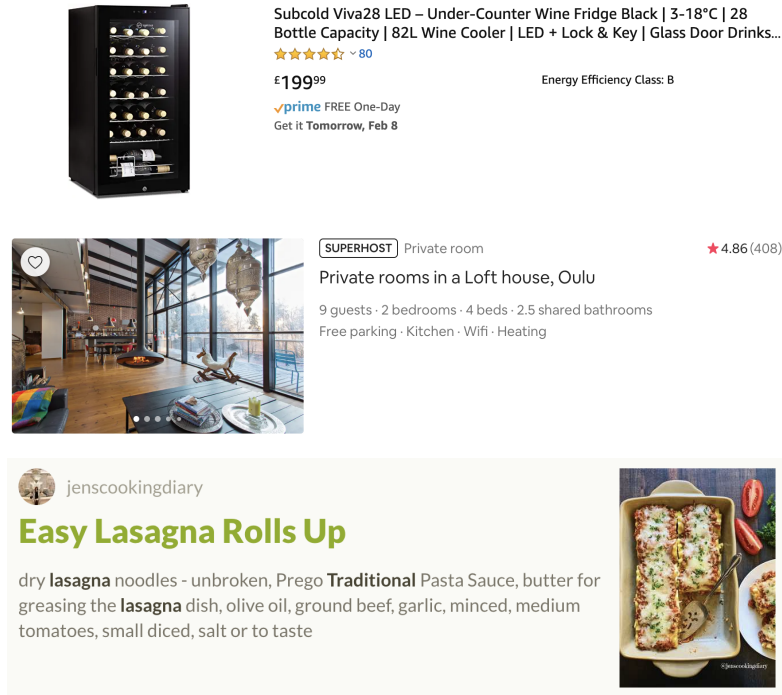 Subcold Viva28 LED – Under-Counter Wine Fridge Black | 3-18°C | 28
Bottle Capacity | 82L Wine Cooler | LED + Lock & Key | Glass Door Drinks...
80
£199⁹⁹
Energy Efficiency Class: B
prime FREE One-Day
Get it Tomorrow, Feb 8
SUPERHOST Private room
4.86 (408)
Private rooms in a Loft house, Oulu
9 guests · 2 bedrooms · 4 beds · 2.5 shared bathrooms
Free parking · Kitchen · Wifi · Heating
jenscookingdiary
Easy Lasagna Rolls Up
dry lasagna noodles - unbroken, Prego Traditional Pasta Sauce, butter for
greasing the lasagna dish, olive oil, ground beef, garlic, minced, medium
tomatoes, small diced, salt or to taste
@jenscookingdiary